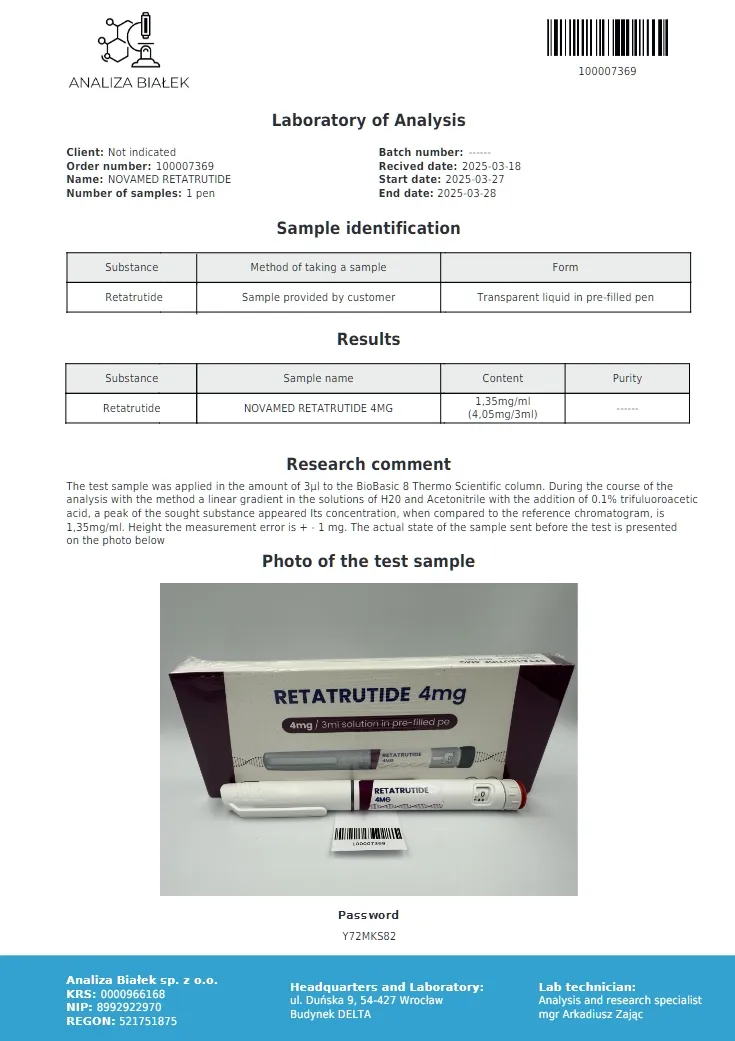 ANALIZA BIAŁEK
100007369
Laboratory of Analysis
Client: Not indicated
Order number: 100007369
Name: NOVAMED RETATRUTIDE
Number of samples: 1 pen
Batch number: ------
Recived date: 2025-03-18
Start date: 2025-03-27
End date: 2025-03-28
Sample identification
Substance Method of taking a sample Form
Retatrutide Sample provided by customer Transparent liquid in pre-filled pen
Results
Substance Sample name Content Purity
Retatrutide NOVAMED RETATRUTIDE 4MG 1,35mg/ml (4,05mg/3ml) ------
Research comment
The test sample was applied in the amount of 3µl to the BioBasic 8 Thermo Scientific column. During the course of the
analysis with the method a linear gradient in the solutions of H20 and Acetonitrile with the addition of 0.1% trifuluoroacetic
acid, a peak of the sought substance appeared Its concentration, when compared to the reference chromatogram, is
1,35mg/ml. Height the measurement error is + - 1 mg. The actual state of the sample sent before the test is presented
on the photo below
Photo of the test sample
RETATRUTIDE 4mg
4mg / 3ml solution in pre-filled pe
RETATRUTIDE
4MG
RETATRUTIDE
4MG
0
100007369
Password
Y72MKS82
Analiza Białek sp. z o.o.
KRS: 0000966168
NIP: 8992922970
REGON: 521751875
Headquarters and Laboratory:
ul. Duńska 9, 54-427 Wrocław
Budynek DELTA
Lab technician:
Analysis and research specialist
mgr Arkadiusz Zając